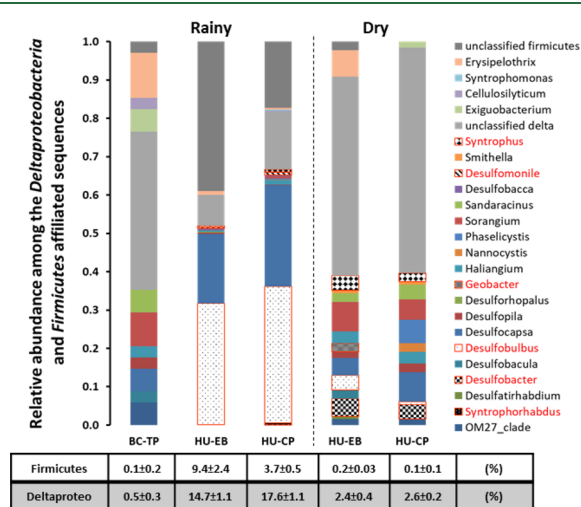 Rainy
Dry
Relative abundance among the Deltaproteobacteria
and Firmicutes affiliated sequences
1.0
0.9
0.8
0.7
0.6
0.5
0.4
0.3
0.2
0.1
0.0
BC-TP
HU-EB
HU-CP
HU-EB
HU-CP
unclassified firmicutes
Erysipelothrix
Syntrophomonas
Cellulosilyticum
Exiguobacterium
unclassified delta
Syntrophus
Smithella
Desulfomonile
Desulfobacca
Sandaracinus
Sorangium
Phaselicystis
Nannocystis
Haliangium
Geobacter
Desulforhopalus
Desulfopila
Desulfocapsa
Desulfobulbus
Desulfobacula
Desulfobacter
Desulfatirhabdium
Syntrophorhabdus
OM27_clade
Firmicutes 0.1±0.2 9.4±2.4 3.7±0.5 0.2±0.03 0.1±0.1 (%)
Deltaproteo 0.5±0.3 14.7±1.1 17.6±1.1 2.4±0.4 2.6±0.2 (%)